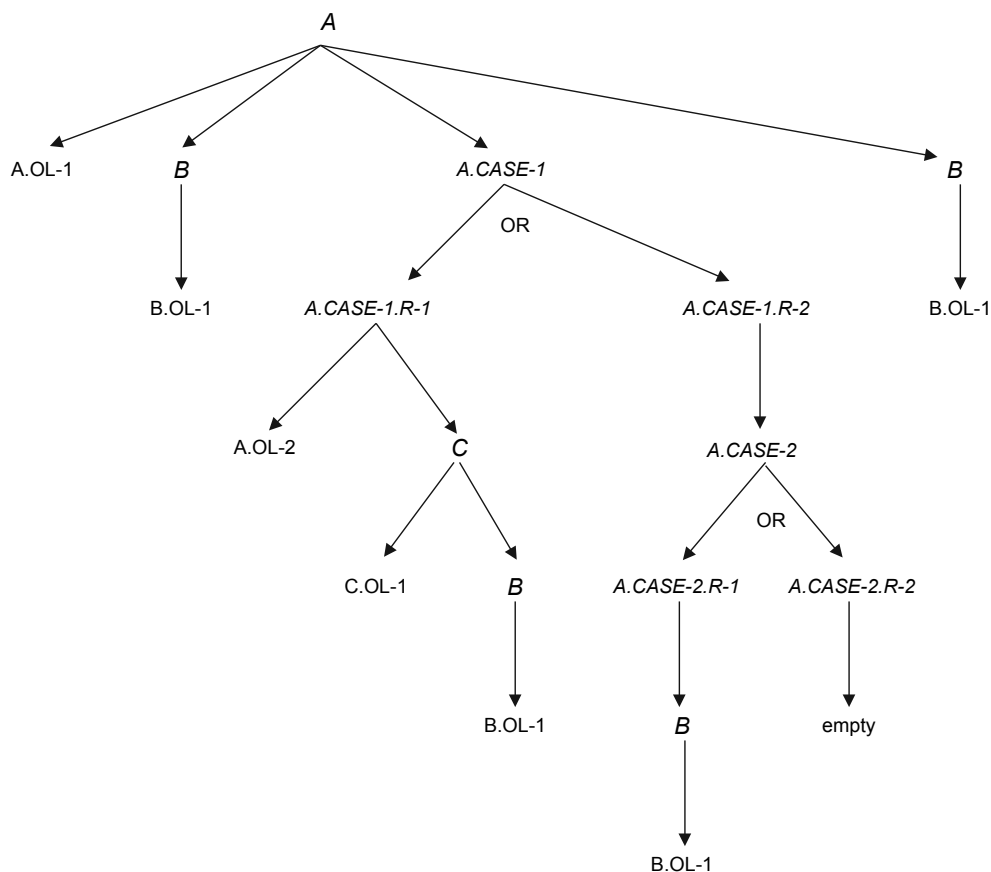 A
A.OL-1
B
A.CASE-1
B
OR
B.OL-1
A.CASE-1.R-1
A.CASE-1.R-2
B.OL-1
A.OL-2
C
A.CASE-2
OR
C.OL-1
B
A.CASE-2.R-1
A.CASE-2.R-2
B.OL-1
B
empty
B.OL-1